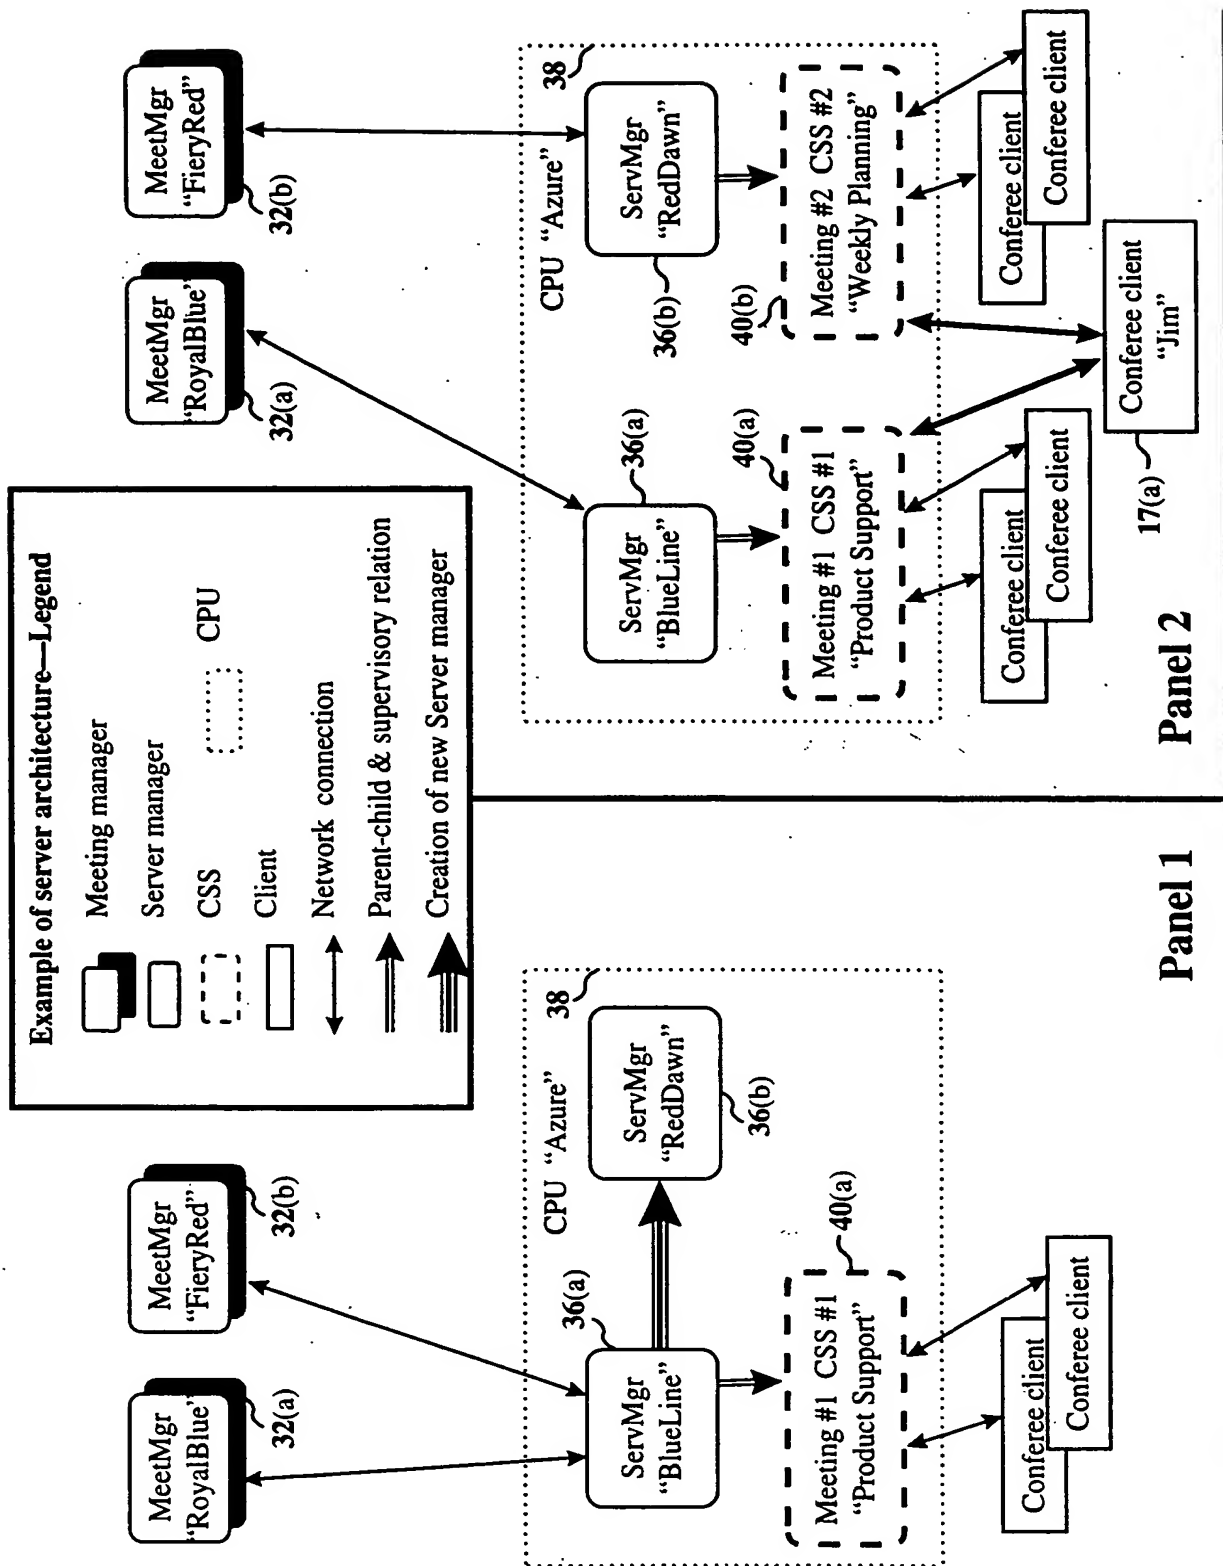 Example of server architecture—Legend
Meeting manager
Server manager
CSS
CPU
Client
Network connection
Parent-child & supervisory relation
Creation of new Server manager
MeetMgr
“RoyalBlue”
32(a)
MeetMgr
“FieryRed”
32(b)
CPU “Azure”
38
ServMgr
“BlueLine”
36(a)
ServMgr
“RedDawn”
36(b)
Meeting #1 CSS #1
“Product Support”
40(a)
Conferee client
Conferee client
Panel 1
MeetMgr
“RoyalBlue”
32(a)
MeetMgr
“FieryRed”
32(b)
CPU “Azure”
38
ServMgr
“BlueLine”
36(a)
ServMgr
“RedDawn”
36(b)
Meeting #1 CSS #1
“Product Support”
40(a)
Meeting #2 CSS #2
“Weekly Planning”
40(b)
Conferee client
Conferee client
Conferee client
Conferee client
Conferee client
“Jim”
17(a)
Panel 2